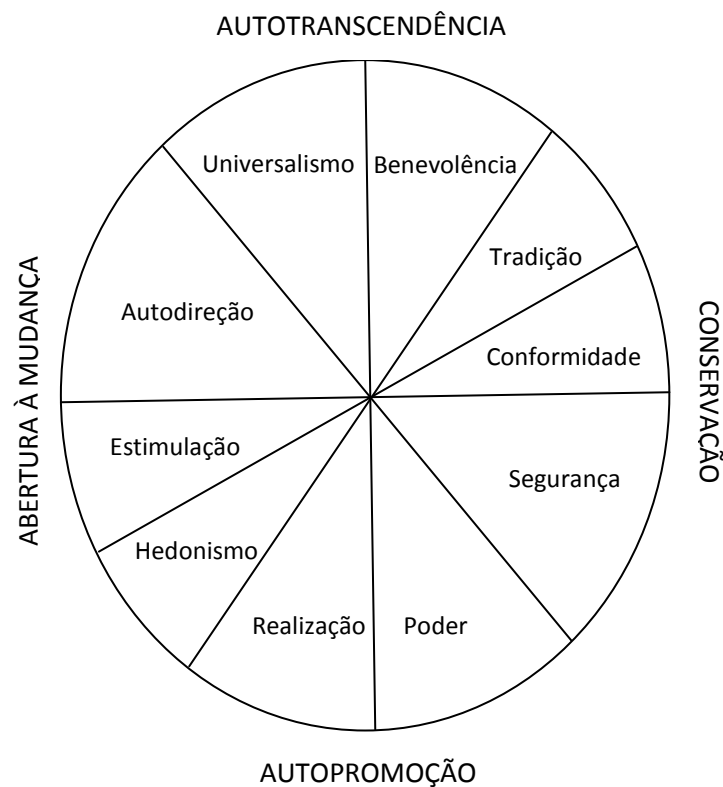 AUTOTRANSCENDÊNCIA
Universalismo
Benevolência
Tradição
Autodireção
Conformidade
ABERTURA À MUDANÇA
CONSERVAÇÃO
Estimulação
Segurança
Hedonismo
Realização
Poder
AUTOPROMOÇÃO